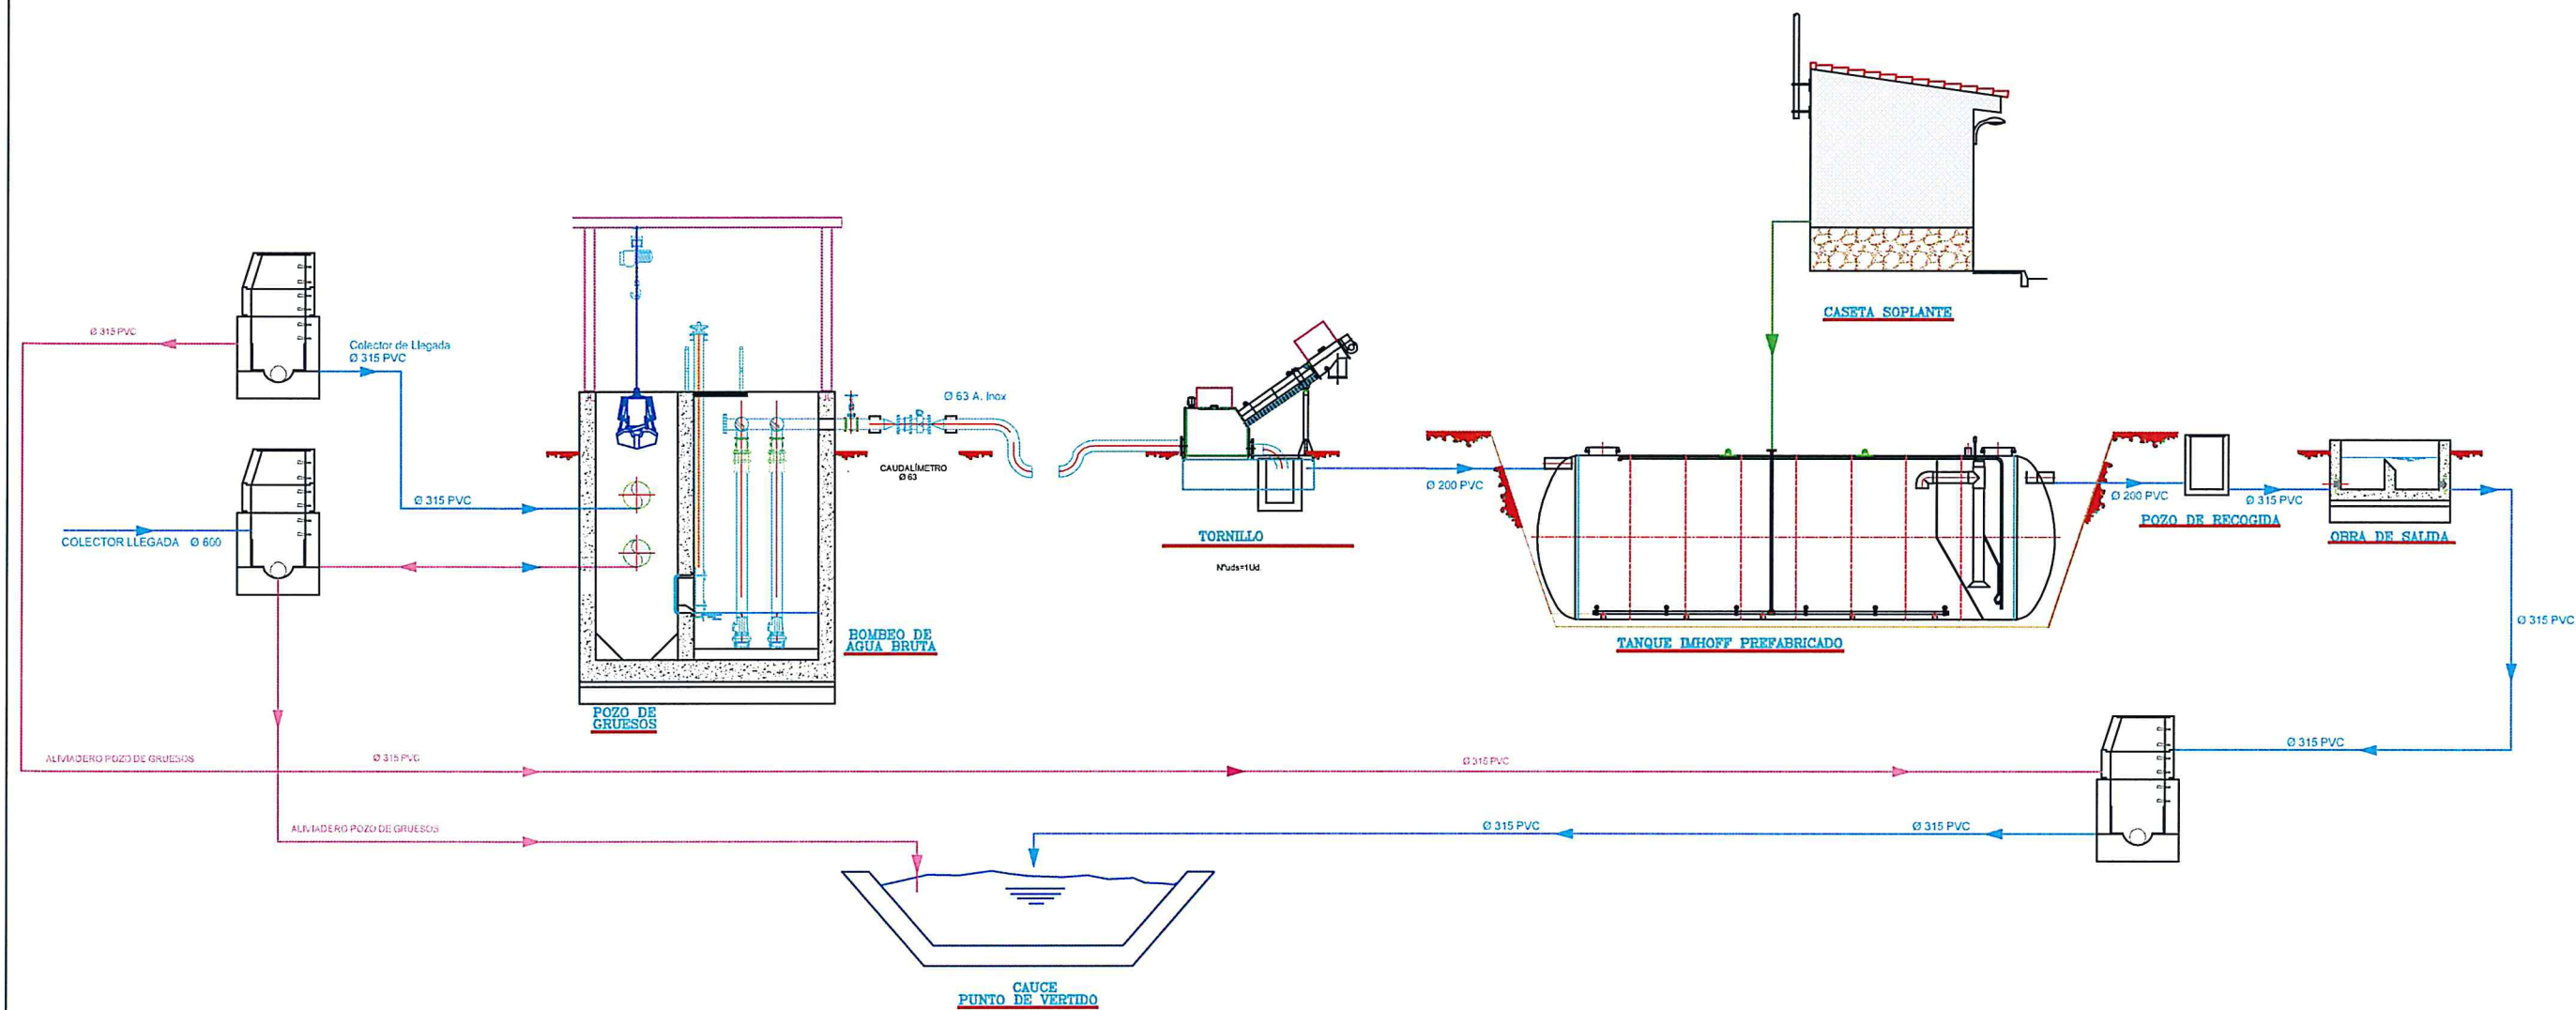 CASETA SOPLANTE
Ø 315 PVC
Colector de Llegada
Ø 315 PVC
Ø 63 A. Inox
CAUDALÍMETRO
Ø 63
Ø 315 PVC
COLECTOR LLEGADA Ø 600
Ø 200 PVC
Ø 200 PVC
Ø 315 PVC
POZO DE RECOGIDA
OBRA DE SALIDA
TORNILLO
NºUds=1Ud.
BOMBEO DE
AGUA BRUTA
TANQUE IMHOFF PREFABRICADO
Ø 315 PVC
POZO DE
GRUESOS
ALIVIADERO POZO DE GRUESOS
Ø 315 PVC
Ø 315 PVC
Ø 315 PVC
ALIVIADERO POZO DE GRUESOS
Ø 315 PVC
Ø 315 PVC
CAUCE
PUNTO DE VERTIDO